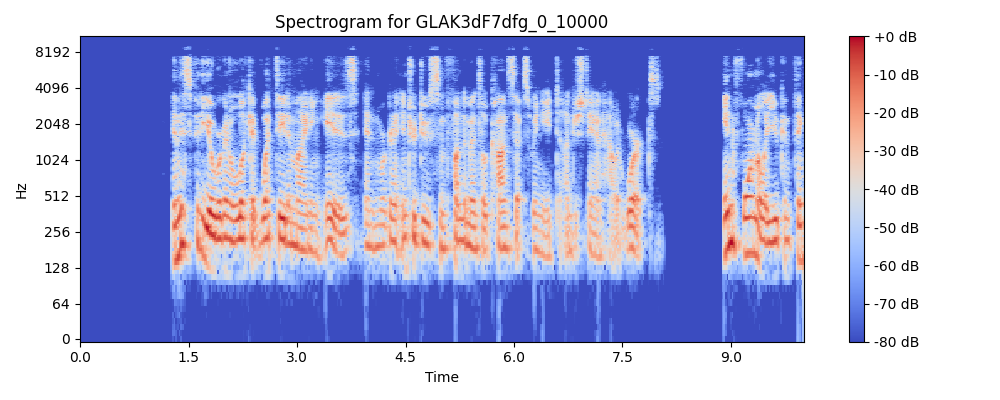 Spectrogram for GLAK3dF7dfg_0_10000
Hz
8192
4096
2048
1024
512
256
128
64
0
0.0 1.5 3.0 4.5 6.0 7.5 9.0
Time
+0 dB
-10 dB
-20 dB
-30 dB
-40 dB
-50 dB
-60 dB
-70 dB
-80 dB